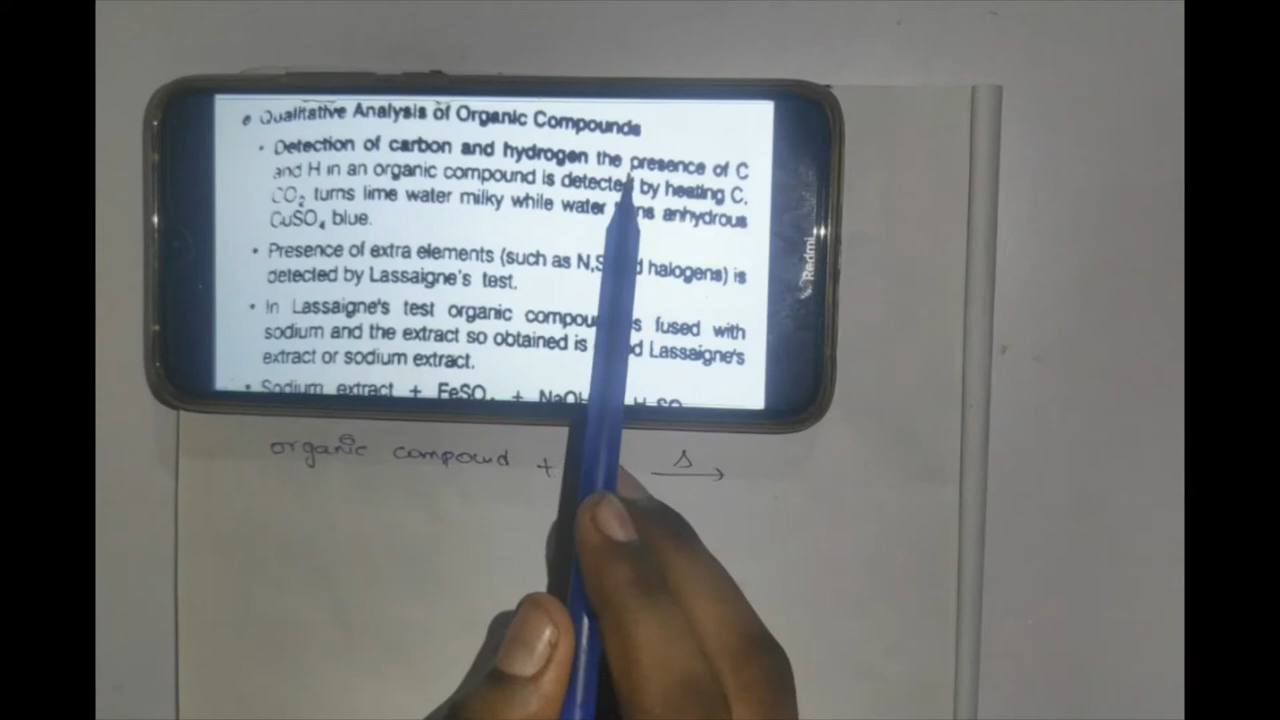 Qualitative Analysis of Organic Compounds
• Detection of carbon and hydrogen the presence of C
and H in an organic compound is detected by heating C.
CO₂ turns lime water milky while water anhydrous
CuSO₄ blue.
• Presence of extra elements (such as N,S halogens) is
detected by Lassaigne's test.
• In Lassaigne's test organic fused with
sodium and the extract so obtained is Lassaigne's
extract or sodium extract.
• Sodium extract + FeSO₄ +
Redmi
organic compound + Δ →